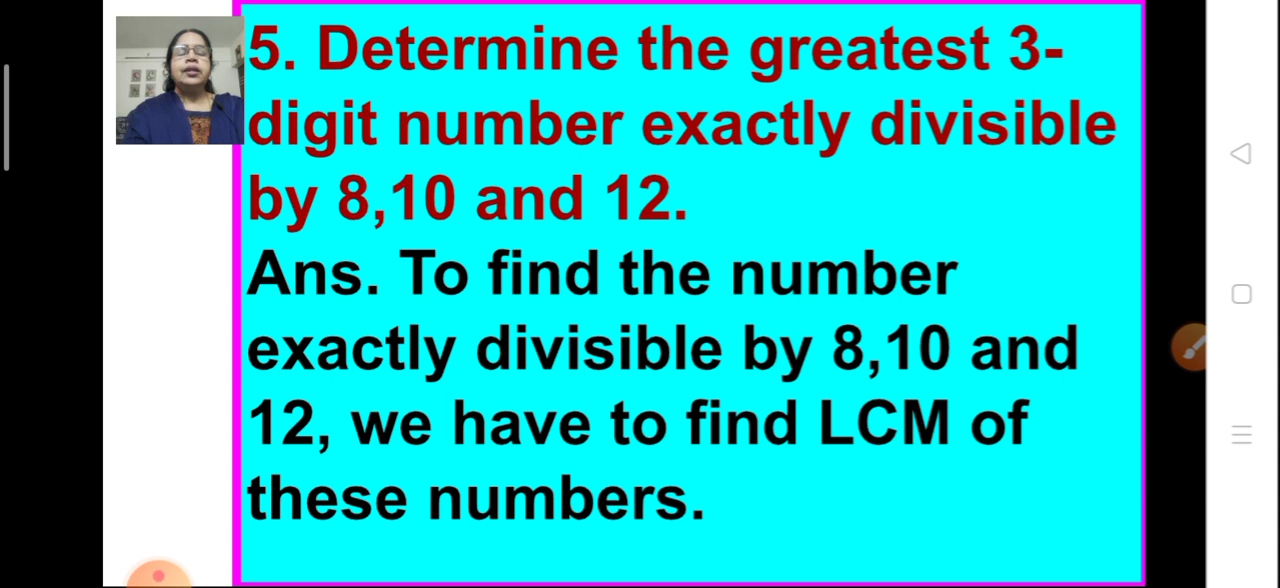 5. Determine the greatest 3-
digit number exactly divisible
by 8,10 and 12.
Ans. To find the number
exactly divisible by 8,10 and
12, we have to find LCM of
these numbers.